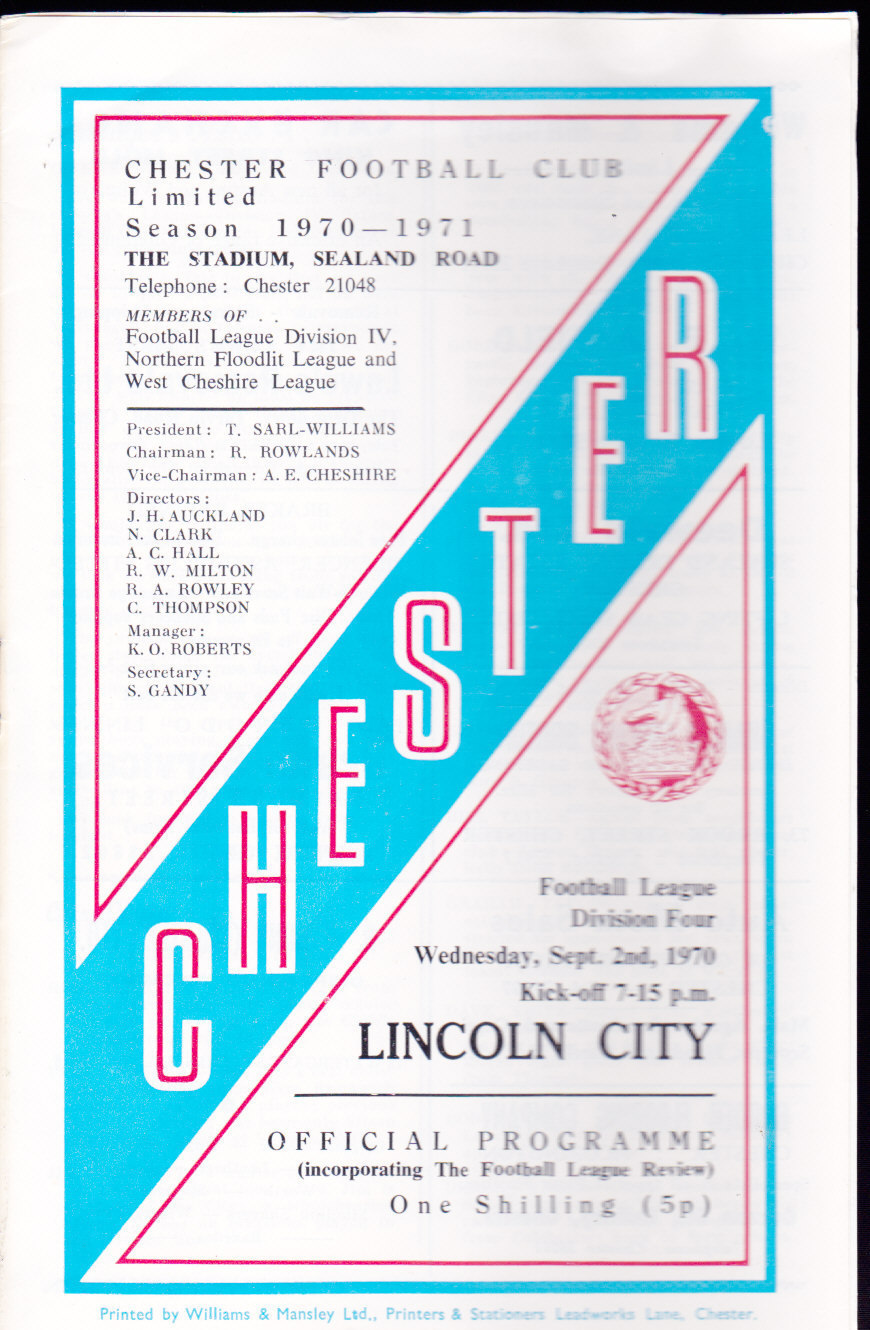 CHESTER FOOTBALL CLUB
Limited
Season 1970—1971
THE STADIUM, SEALAND ROAD
Telephone : Chester 21048
MEMBERS OF . .
Football League Division IV,
Northern Floodlit League and
West Cheshire League
President : T. SARL-WILLIAMS
Chairman : R. ROWLANDS
Vice-Chairman : A. E. CHESHIRE
Directors :
J. H. AUCKLAND
N. CLARK
A. C. HALL
R. W. MILTON
R. A. ROWLEY
C. THOMPSON
Manager :
K. O. ROBERTS
Secretary :
S. GANDY
CHESTER
Football League
Division Four
Wednesday, Sept. 2nd, 1970
Kick-off 7-15 p.m.
LINCOLN CITY
OFFICIAL PROGRAMME
(incorporating The Football League Review)
One Shilling (5p)
Printed by Williams & Mansley Ltd,, Printers & Stationers Leadworks Lane, Chester.